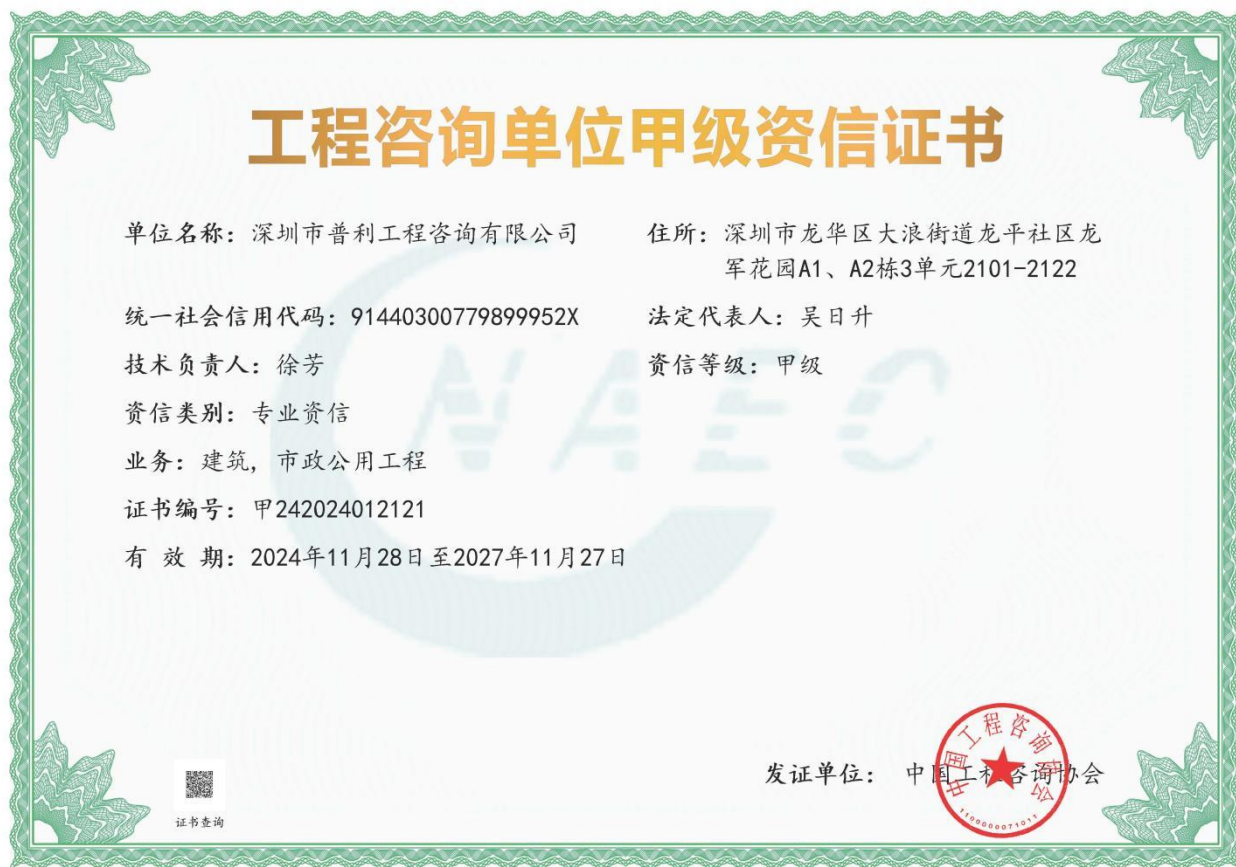 工程咨询单位甲级资信证书
单位名称：深圳市普利工程咨询有限公司
住所：深圳市龙华区大浪街道龙平社区龙
军花园A1、A2栋3单元2101-2122
统一社会信用代码：91440300779899952X
法定代表人：吴日升
技术负责人：徐芳
资信等级：甲级
资信类别：专业资信
业务：建筑，市政公用工程
证书编号：甲242024012121
有 效 期：2024年11月28日至2027年11月27日
CNAEC
证书查询
发证单位： 中国工程咨询协会
中国工程咨询协会
1100000071011